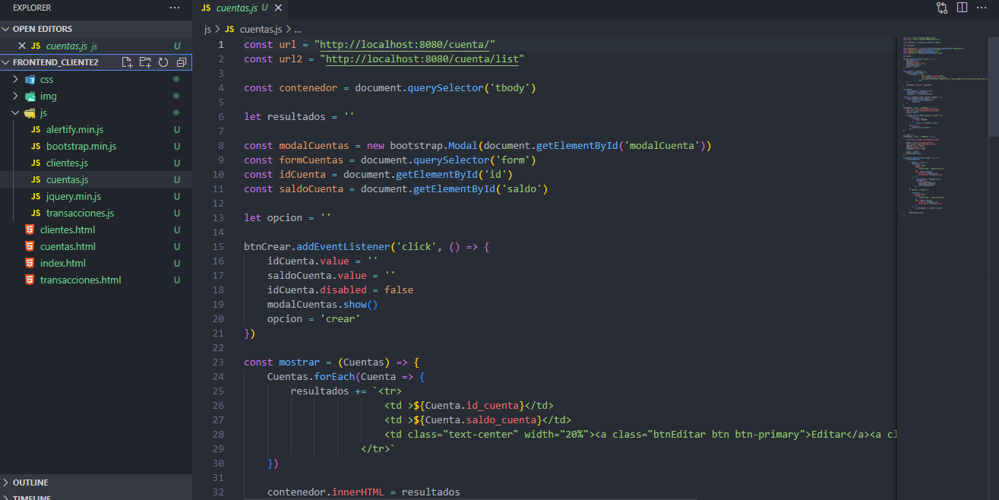 EXPLORER
OPEN EDITORS
JS cuentas.js js U
FRONTEND_CLIENTE2
css
img
js
JS alertify.min.js U
JS bootstrap.min.js U
JS clientes.js U
JS cuentas.js U
JS jquery.min.js U
JS transacciones.js U
clientes.html U
cuentas.html U
index.html U
transacciones.html U
OUTLINE
TIMELINE
JS cuentas.js U
js > JS cuentas.js > ...
1 const url = "http://localhost:8080/cuenta/"
2 const url2 = "http://localhost:8080/cuenta/list"
3
4 const contenedor = document.querySelector('tbody')
5
6 let resultados = ''
7
8 const modalCuentas = new bootstrap.Modal(document.getElementById('modalCuenta'))
9 const formCuentas = document.querySelector('form')
10 const idCuenta = document.getElementById('id')
11 const saldoCuenta = document.getElementById('saldo')
12
13 let opcion = ''
14
15 btnCrear.addEventListener('click', () => {
16 idCuenta.value = ''
17 saldoCuenta.value = ''
18 idCuenta.disabled = false
19 modalCuentas.show()
20 opcion = 'crear'
21 })
22
23 const mostrar = (Cuentas) => {
24 Cuentas.forEach(Cuenta => {
25 resultados += `<tr>
26 <td >${Cuenta.id_cuenta}</td>
27 <td >${Cuenta.saldo_cuenta}</td>
28 <td class="text-center" width="20%"><a class="btnEditar btn btn-primary">Editar</a><a cl
29 </tr>`
30 })
31
32 contenedor.innerHTML = resultados